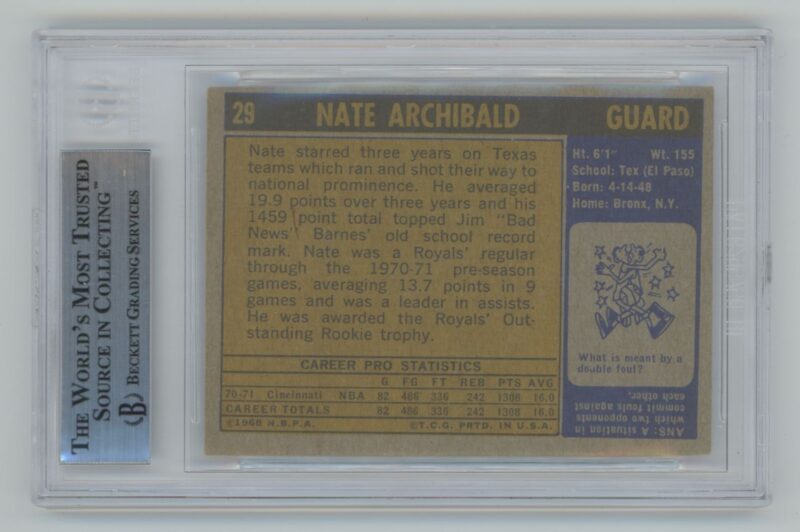 THE WORLD'S MOST TRUSTED
SOURCE IN COLLECTING™
BECKETT GRADING SERVICES
B
29 NATE ARCHIBALD GUARD
Nate starred three years on Texas
teams which ran and shot their way to
national prominence. He averaged
19.9 points over three years and his
1459 point total topped Jim "Bad
News" Barnes' old school record
mark. Nate was a Royals' regular
through the 1970-71 pre-season
games, averaging 13.7 points in 9
games and was a leader in assists.
He was awarded the Royals' Out-
standing Rookie trophy.
CAREER PRO STATISTICS
G FG FT REB PTS AVG
70-71 Cincinnati NBA 82 486 336 242 1308 16.0
CAREER TOTALS 82 486 336 242 1308 16.0
©1968 N.B.P.A. ©T.C.G. PRTD. IN U.S.A.
Ht. 6'1" Wt. 155
School: Tex (El Paso)
Born: 4-14-48
Home: Bronx, N.Y.
What is meant by a
double foul?
ANS: A situation in
which two opponents
commit fouls against
each other.